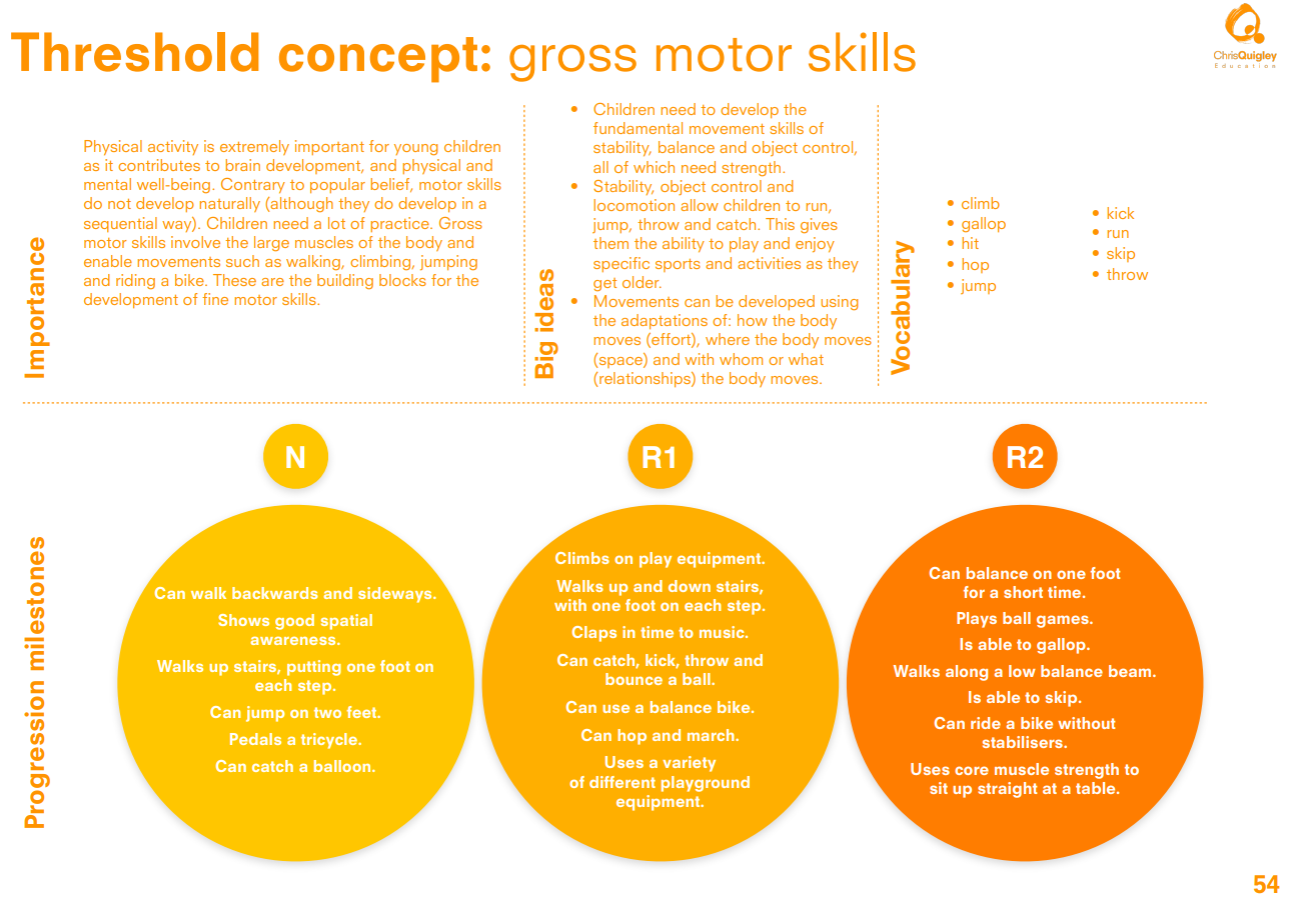 Threshold concept: gross motor skills
ChrisQuigley
Education
Importance
Physical activity is extremely important for young children
as it contributes to brain development, and physical and
mental well-being. Contrary to popular belief, motor skills
do not develop naturally (although they do develop in a
sequential way). Children need a lot of practice. Gross
motor skills involve the large muscles of the body and
enable movements such as walking, climbing, jumping
and riding a bike. These are the building blocks for the
development of fine motor skills.
Big ideas
• Children need to develop the
fundamental movement skills of
stability, balance and object control,
all of which need strength.
• Stability, object control and
locomotion allow children to run,
jump, throw and catch. This gives
them the ability to play and enjoy
specific sports and activities as they
get older.
• Movements can be developed using
the adaptations of: how the body
moves (effort), where the body moves
(space) and with whom or what
(relationships) the body moves.
Vocabulary
• climb
• gallop
• hit
• hop
• jump
• kick
• run
• skip
• throw
Progression milestones
N
Can walk backwards and sideways.
Shows good spatial
awareness.
Walks up stairs, putting one foot on
each step.
Can jump on two feet.
Pedals a tricycle.
Can catch a balloon.
R1
Climbs on play equipment.
Walks up and down stairs,
with one foot on each step.
Claps in time to music.
Can catch, kick, throw and
bounce a ball.
Can use a balance bike.
Can hop and march.
Uses a variety
of different playground
equipment.
R2
Can balance on one foot
for a short time.
Plays ball games.
Is able to gallop.
Walks along a low balance beam.
Is able to skip.
Can ride a bike without
stabilisers.
Uses core muscle strength to
sit up straight at a table.
54